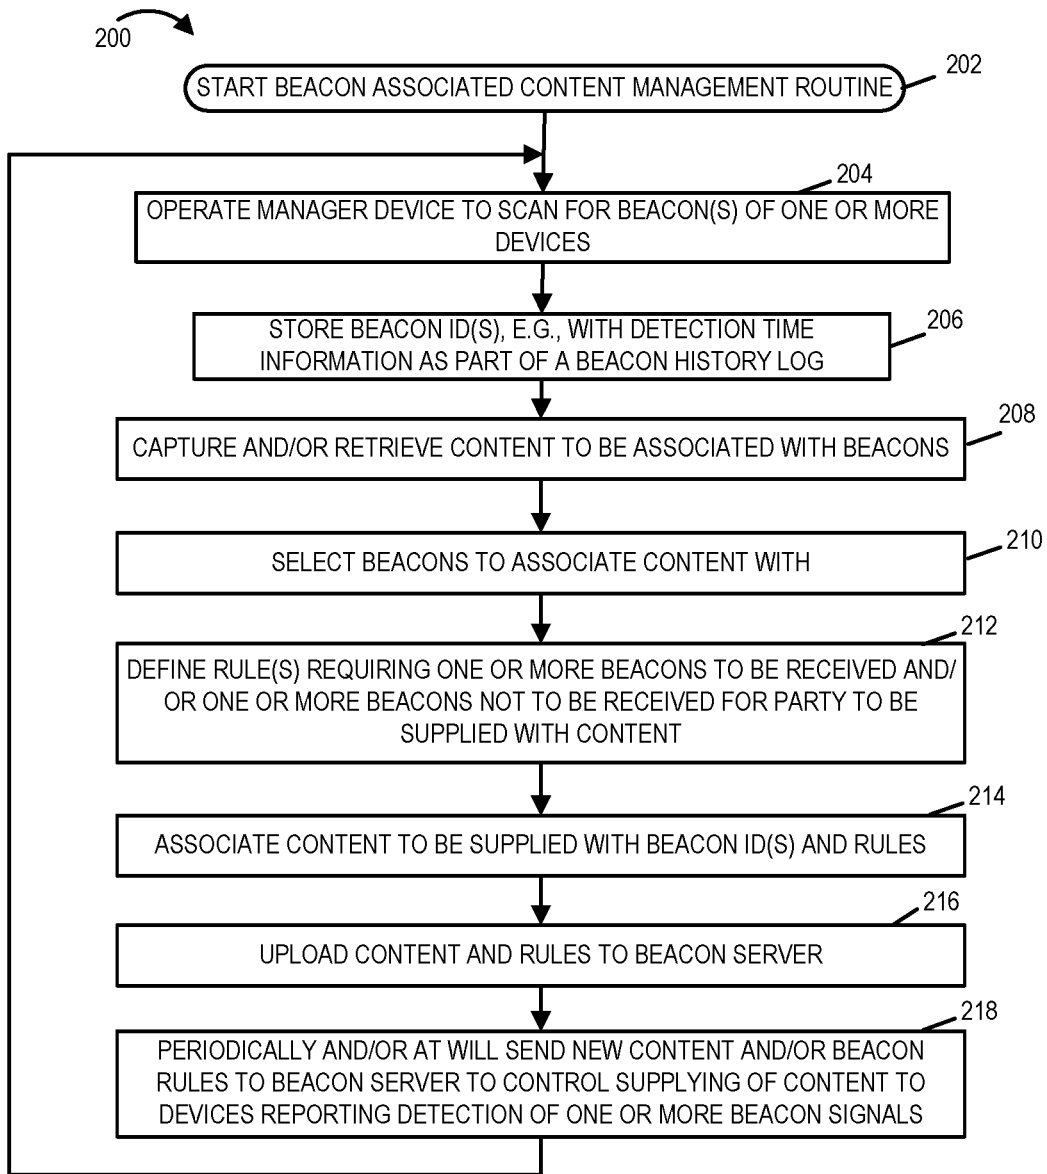 200
START BEACON ASSOCIATED CONTENT MANAGEMENT ROUTINE
202
204
OPERATE MANAGER DEVICE TO SCAN FOR BEACON(S) OF ONE OR MORE
DEVICES
STORE BEACON ID(S), E.G., WITH DETECTION TIME
INFORMATION AS PART OF A BEACON HISTORY LOG
206
208
CAPTURE AND/OR RETRIEVE CONTENT TO BE ASSOCIATED WITH BEACONS
SELECT BEACONS TO ASSOCIATE CONTENT WITH
210
212
DEFINE RULE(S) REQUIRING ONE OR MORE BEACONS TO BE RECEIVED AND/
OR ONE OR MORE BEACONS NOT TO BE RECEIVED FOR PARTY TO BE
SUPPLIED WITH CONTENT
214
ASSOCIATE CONTENT TO BE SUPPLIED WITH BEACON ID(S) AND RULES
216
UPLOAD CONTENT AND RULES TO BEACON SERVER
218
PERIODICALLY AND/OR AT WILL SEND NEW CONTENT AND/OR BEACON
RULES TO BEACON SERVER TO CONTROL SUPPLYING OF CONTENT TO
DEVICES REPORTING DETECTION OF ONE OR MORE BEACON SIGNALS